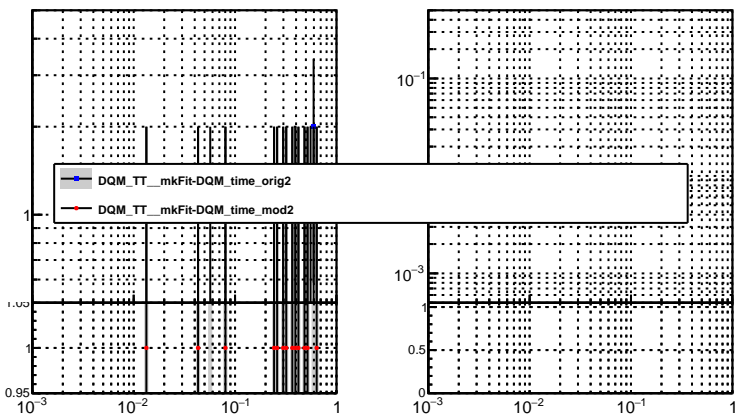 10⁻¹
DQM_TT__mkFit-DQM_time_orig2
DQM_TT__mkFit-DQM_time_mod2
1
10⁻³
1.05
1
1
0.5
0.95
0
10⁻³ 10⁻² 10⁻¹ 1
10⁻³ 10⁻² 10⁻¹ 1